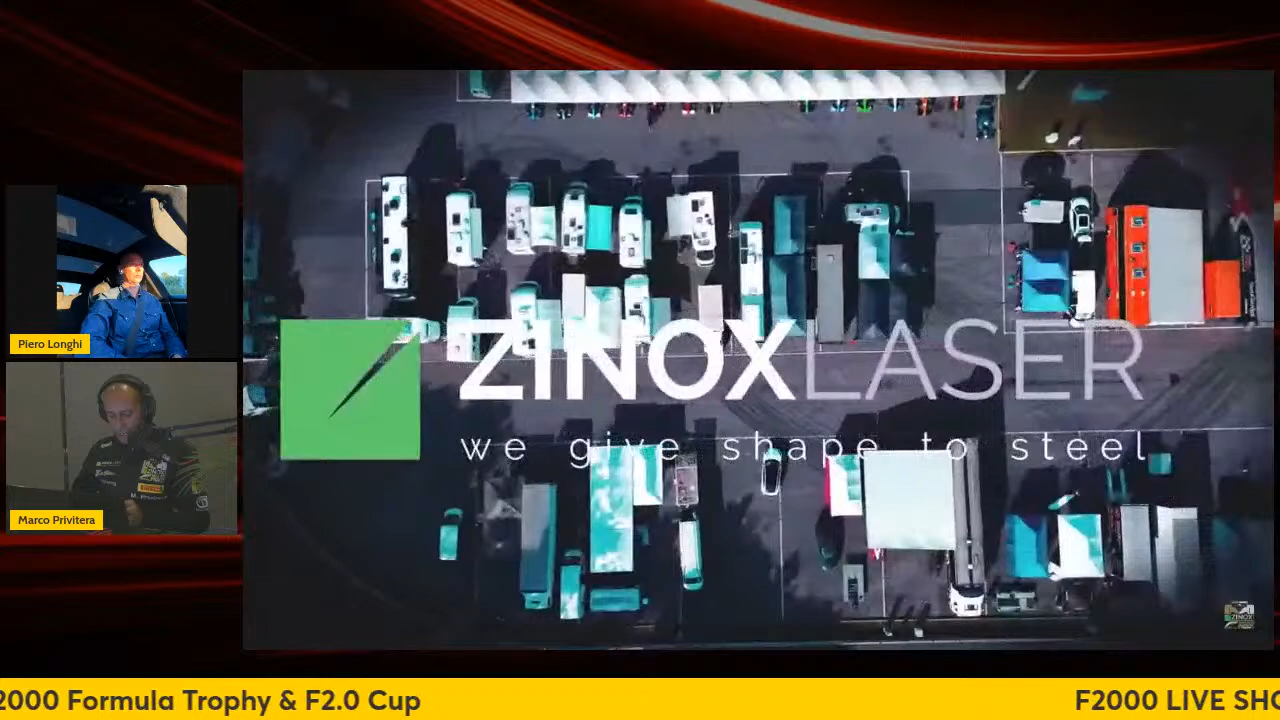 Piero Longhi
Marco Privitera
ZINOXLASER
we give shape to steel
ZINOX
2000 Formula Trophy & F2.0 Cup
F2000 LIVE SHO